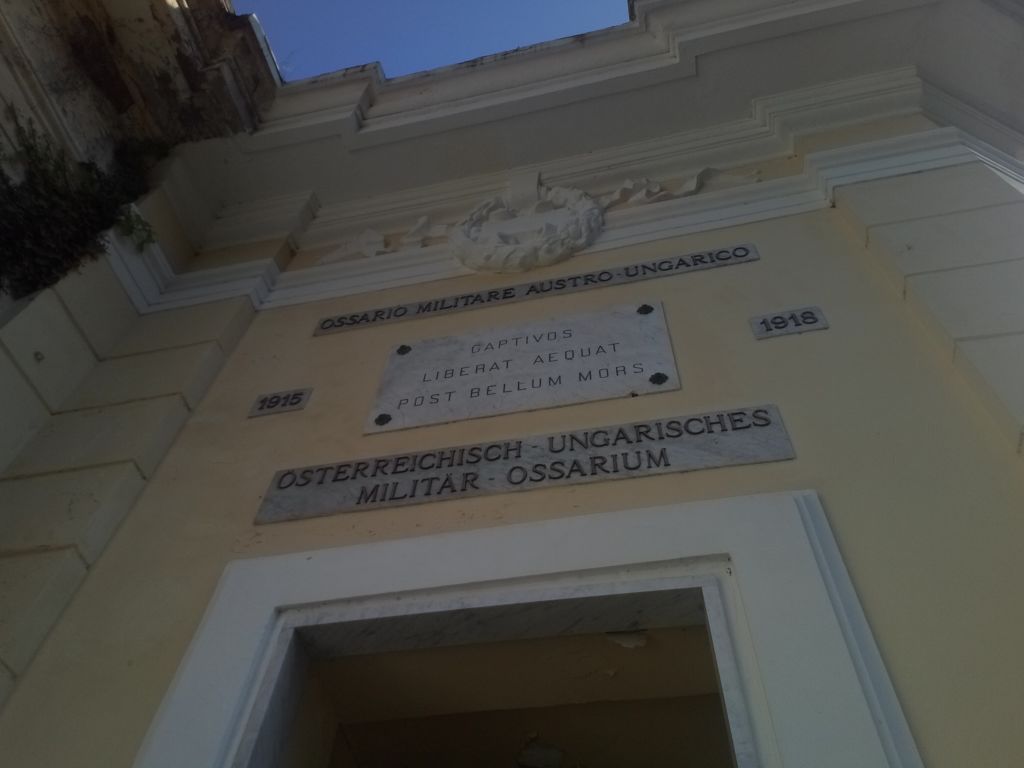 OSSARIO MILITARE AUSTRO-UNGARICO
CAPTIVOS
LIBERAT AEQUAT
POST BELLUM MORS
1915
1918
ÖSTERREICHISCH-UNGARISCHES
MILITÄR-OSSARIUM